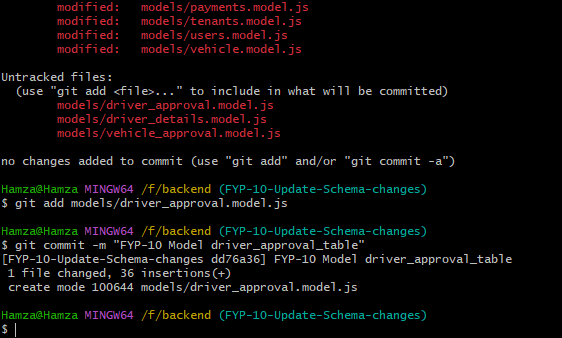 modified:   models/payments.model.js
modified:   models/tenants.model.js
modified:   models/users.model.js
modified:   models/vehicle.model.js
Untracked files:
(use "git add <file>..." to include in what will be committed)
models/driver_approval.model.js
models/driver_details.model.js
models/vehicle_approval.model.js
no changes added to commit (use "git add" and/or "git commit -a")
Hamza@Hamza MINGW64 /f/backend (FYP-10-Update-Schema-changes)
$ git add models/driver_approval.model.js
Hamza@Hamza MINGW64 /f/backend (FYP-10-Update-Schema-changes)
$ git commit -m "FYP-10 Model driver_approval_table"
[FYP-10-Update-Schema-changes dd76a36] FYP-10 Model driver_approval_table
1 file changed, 36 insertions(+)
create mode 100644 models/driver_approval.model.js
Hamza@Hamza MINGW64 /f/backend (FYP-10-Update-Schema-changes)
$